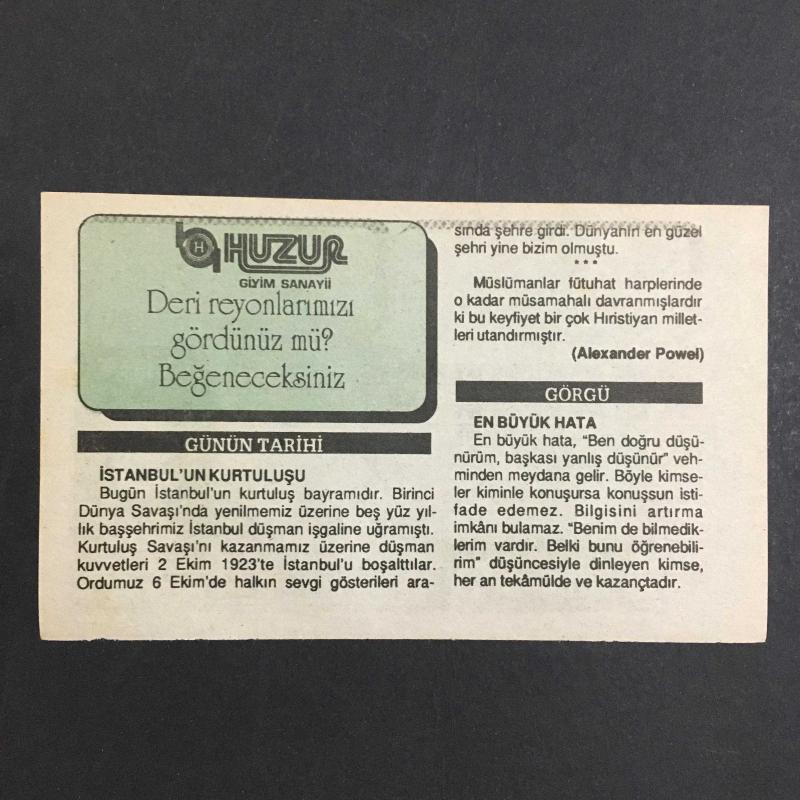 H HUZUR
GİYİM SANAYİİ
Deri reyonlarımızı
gördünüz mü?
Beğeneceksiniz
GÜNÜN TARİHİ
İSTANBUL'UN KURTULUŞU
Bugün İstanbul'un kurtuluş bayramıdır. Birinci
Dünya Savaşı'nda yenilmemiz üzerine beş yüz yıl-
lık başşehrimiz İstanbul düşman işgaline uğramıştı.
Kurtuluş Savaşı'nı kazanmamız üzerine düşman
kuvvetleri 2 Ekim 1923'te İstanbul'u boşalttılar.
Ordumuz 6 Ekim'de halkın sevgi gösterileri ara-
sında şehre girdi. Dünyanın en güzel
şehri yine bizim olmuştu.
***
Müslümanlar fütuhat harplerinde
o kadar müsamahalı davranmışlardır
ki bu keyfiyet bir çok Hıristiyan millet-
leri utandırmıştır.
(Alexander Powel)
GÖRGÜ
EN BÜYÜK HATA
En büyük hata, "Ben doğru düşü-
nürüm, başkası yanlış düşünür" veh-
minden meydana gelir. Böyle kimse-
ler kiminle konuşursa konuşsun isti-
fade edemez. Bilgisini artırma
imkânı bulamaz. "Benim de bilmedik-
lerim vardır. Belki bunu öğrenebili-
rim" düşüncesiyle dinleyen kimse,
her an tekâmülde ve kazançtadır.